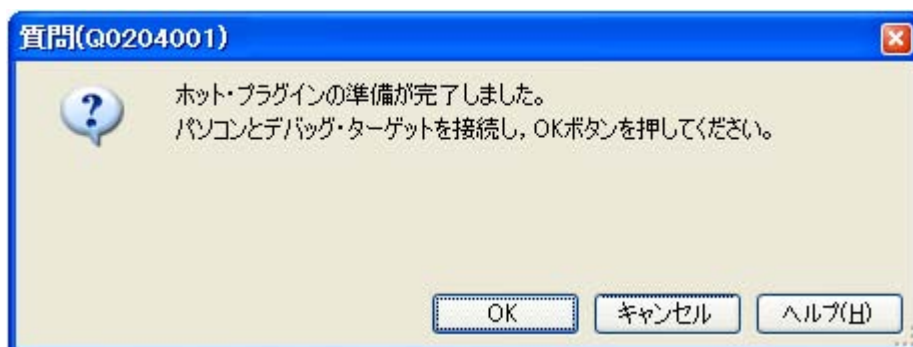 質問(Q0204001)
?
ホット・プラグインの準備が完了しました。
パソコンとデバッグ・ターゲットを接続し，OKボタンを押してください。
OK
キャンセル
ヘルプ(H)